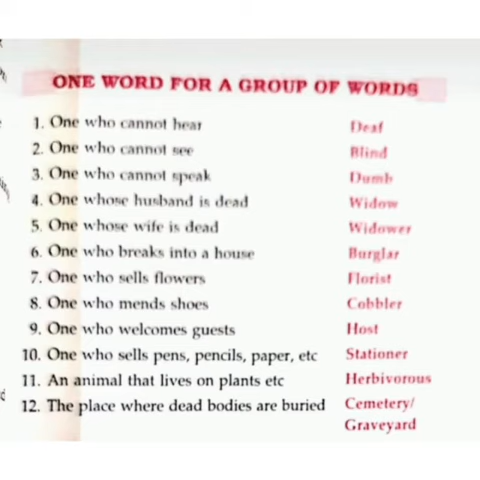 ONE WORD FOR A GROUP OF WORDS
1. One who cannot hear Deaf
2. One who cannot see Blind
3. One who cannot speak Dumb
4. One whose husband is dead Widow
5. One whose wife is dead Widower
6. One who breaks into a house Burglar
7. One who sells flowers Florist
8. One who mends shoes Cobbler
9. One who welcomes guests Host
10. One who sells pens, pencils, paper, etc Stationer
11. An animal that lives on plants etc Herbivorous
12. The place where dead bodies are buried Cemetery/
Graveyard